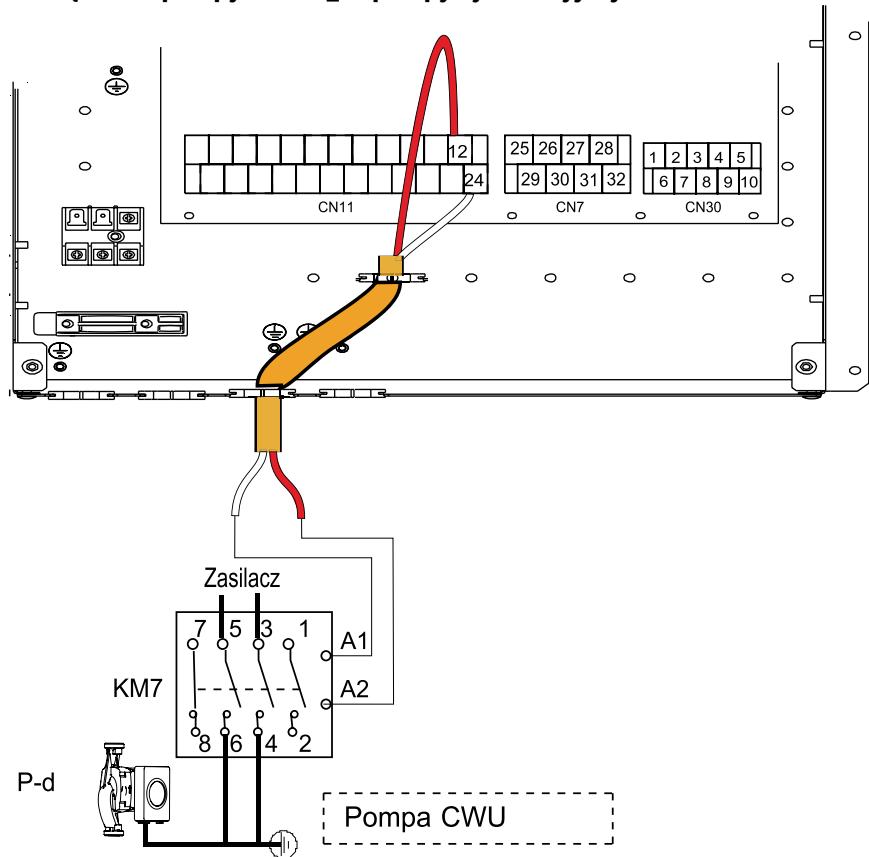 12
25 26 27 28
1 2 3 4 5
24
29 30 31 32
6 7 8 9 10
CN11
CN7
CN30
Zasilacz
7 5 3 1
A1
KM7
A2
8 6 4 2
P-d
Pompa CWU